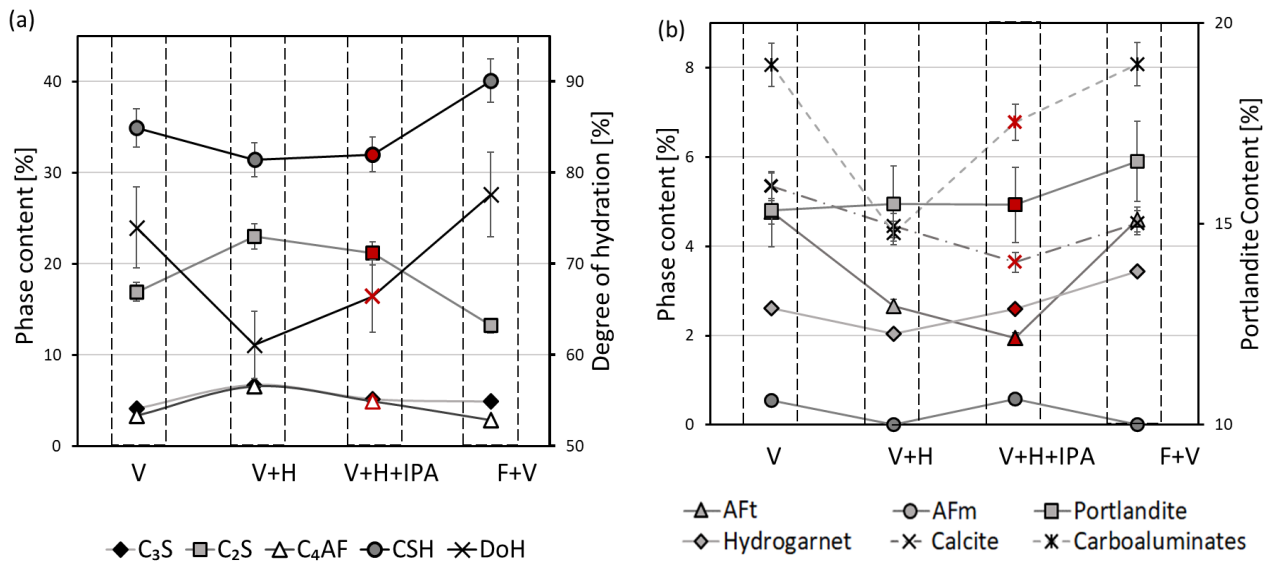 (a)
Phase content [%]
40
30
20
10
0
90
80
70
60
50
Degree of hydration [%]
V V+H V+H+IPA F+V
C₃S C₂S C₄AF CSH DoH
(b)
Phase content [%]
8
6
4
2
0
20
15
10
Portlandite Content [%]
V V+H V+H+IPA F+V
AFt AFm Portlandite
Hydrogarnet Calcite Carboaluminates